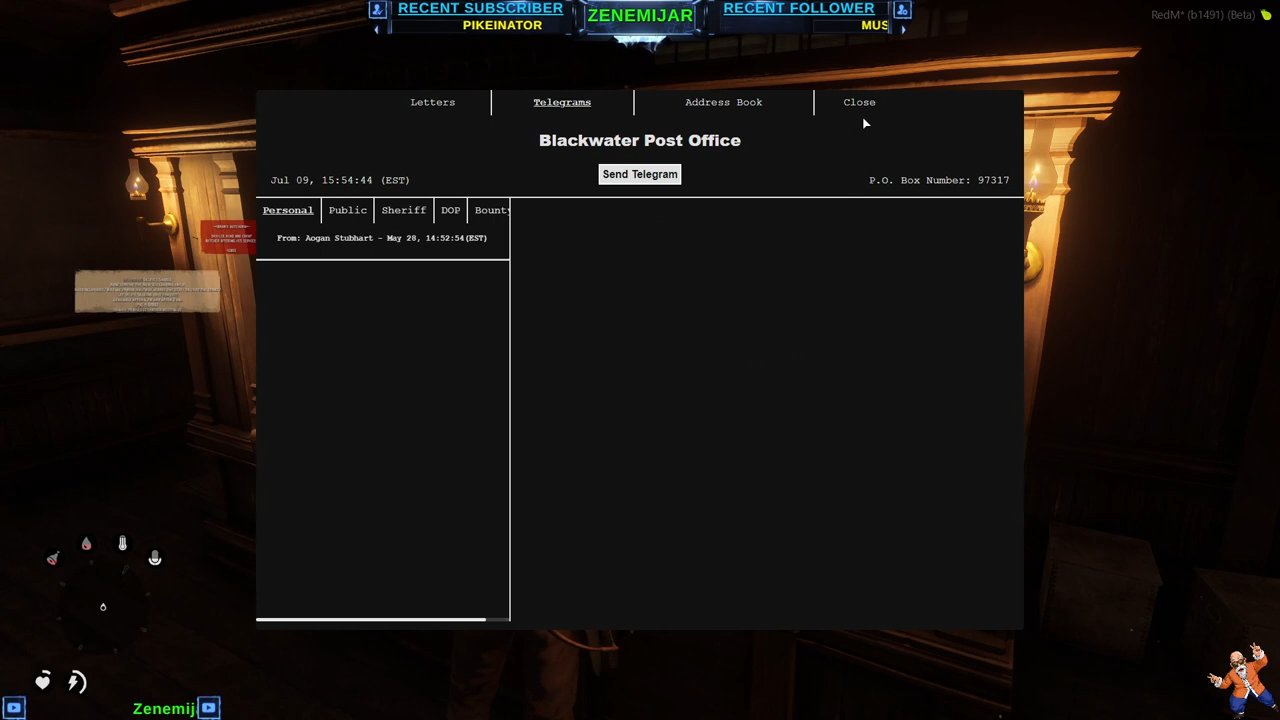 RECENT SUBSCRIBER
PIKEINATOR
ZENEMIJAR
RECENT FOLLOWER
MUS
RedM* (b1491) (Beta)
Letters
Telegrams
Address Book
Close
Blackwater Post Office
Jul 09, 15:54:44 (EST)
Send Telegram
P.O. Box Number: 97317
Personal
Public
Sheriff
DOP
Bounty
From: Aogan Stubhart - May 28, 14:52:54(EST)
Zenemij